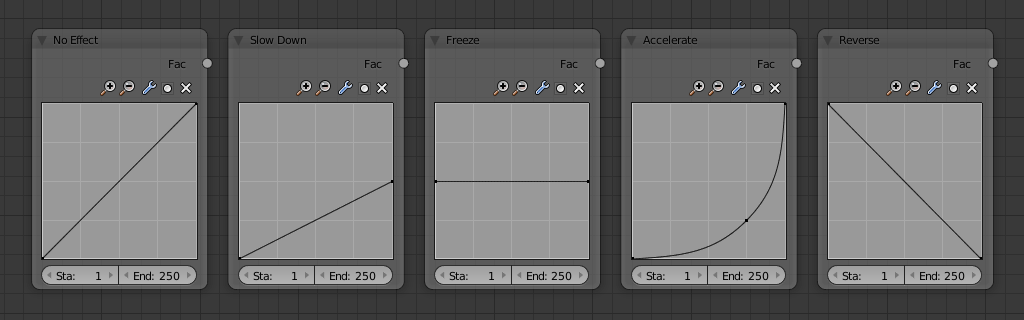 No Effect
Fac
Sta: 1 End: 250
Slow Down
Fac
Sta: 1 End: 250
Freeze
Fac
Sta: 1 End: 250
Accelerate
Fac
Sta: 1 End: 250
Reverse
Fac
Sta: 1 End: 250